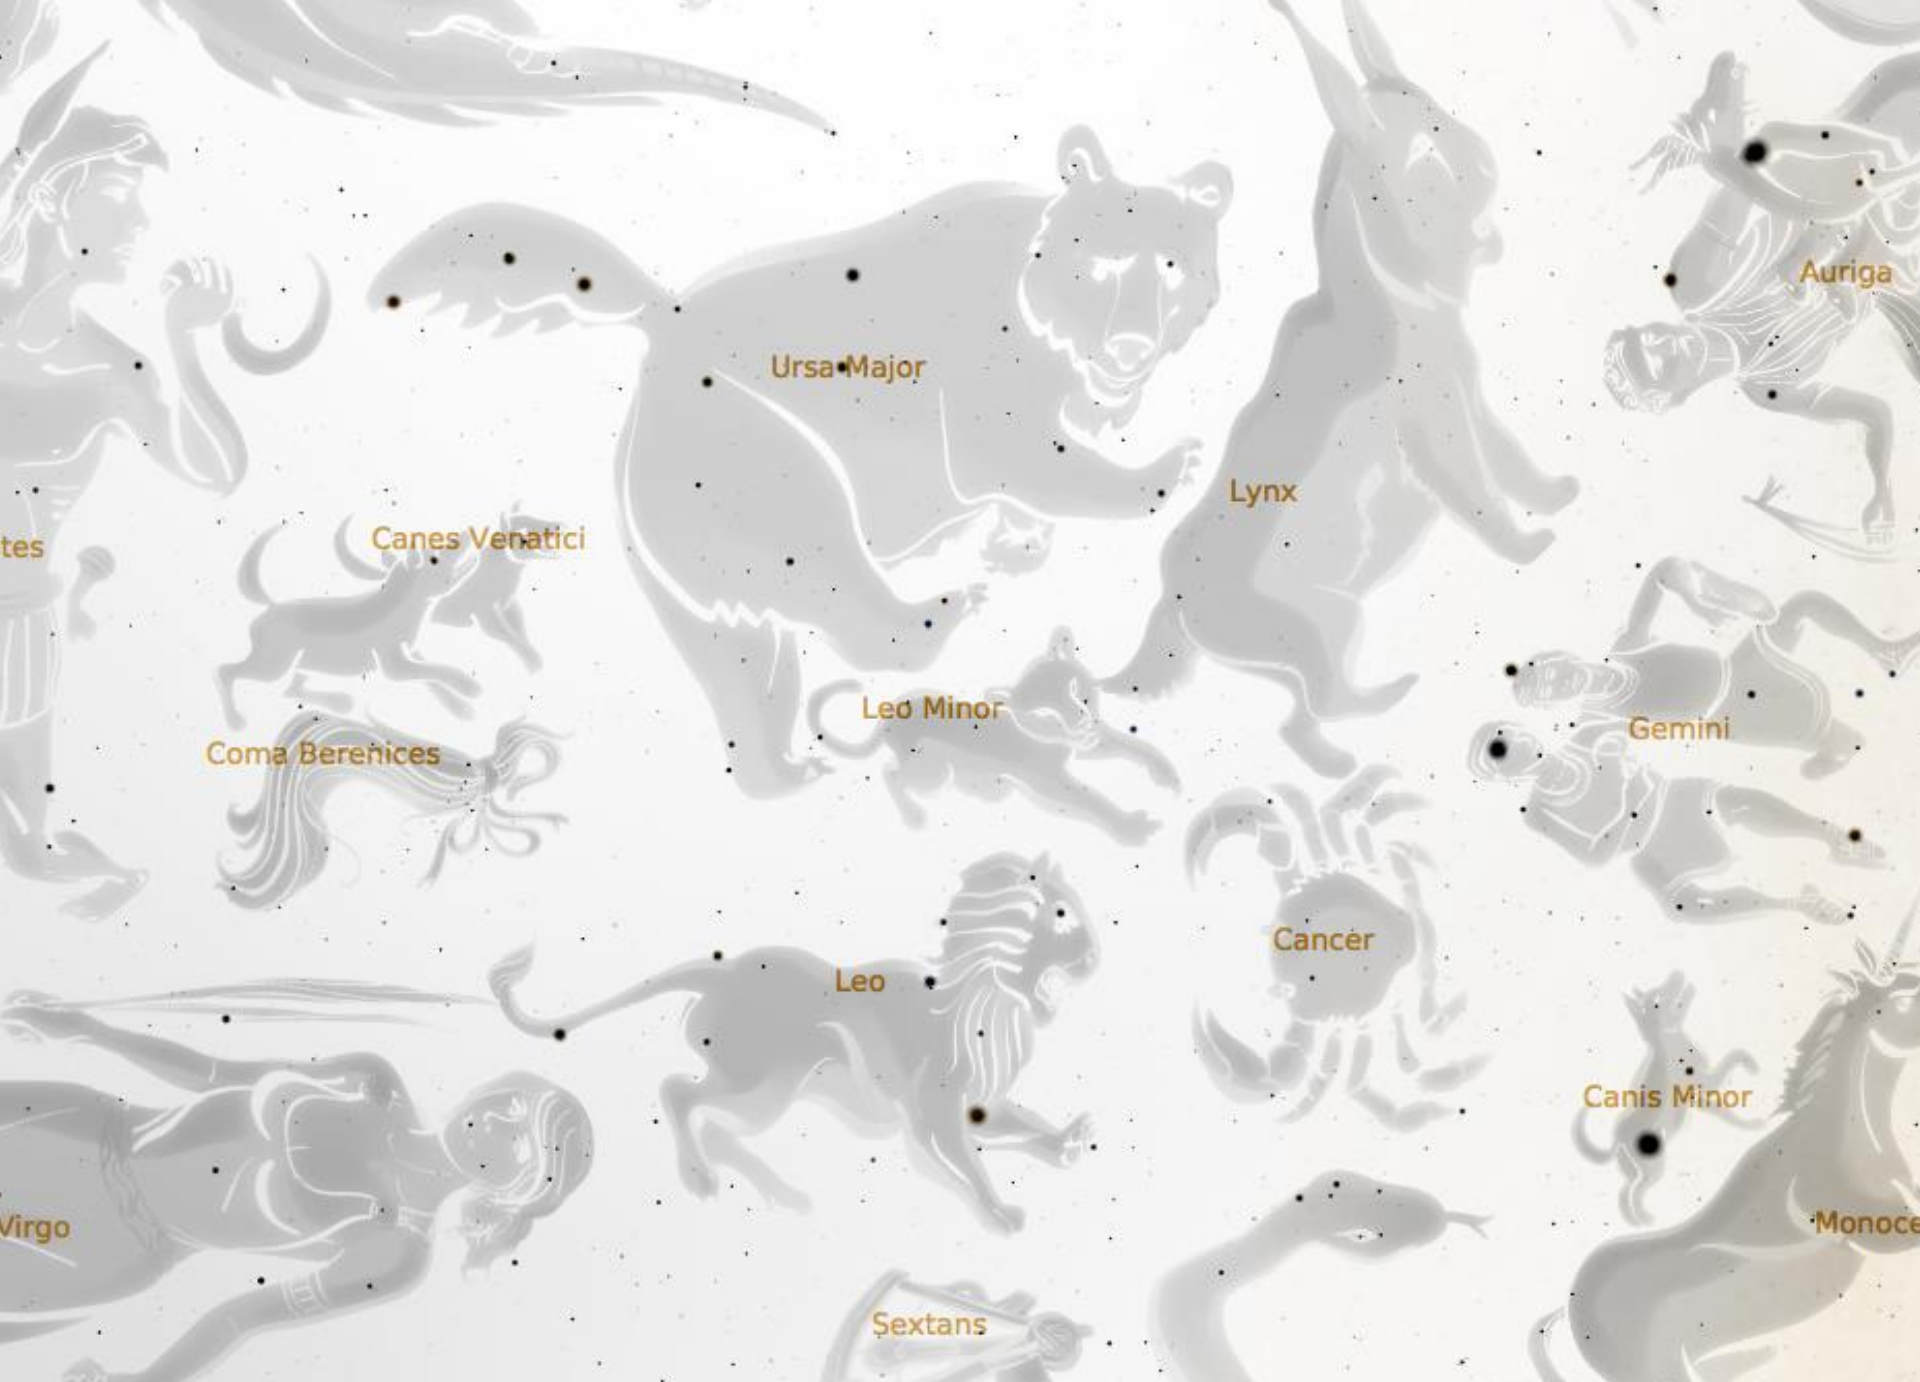 Auriga
Ursa Major
Lynx
Canes Venatici
tes
Leo Minor
Gemini
Coma Berenices
Cancer
Leo
Canis Minor
Virgo
Monoce
Sextans